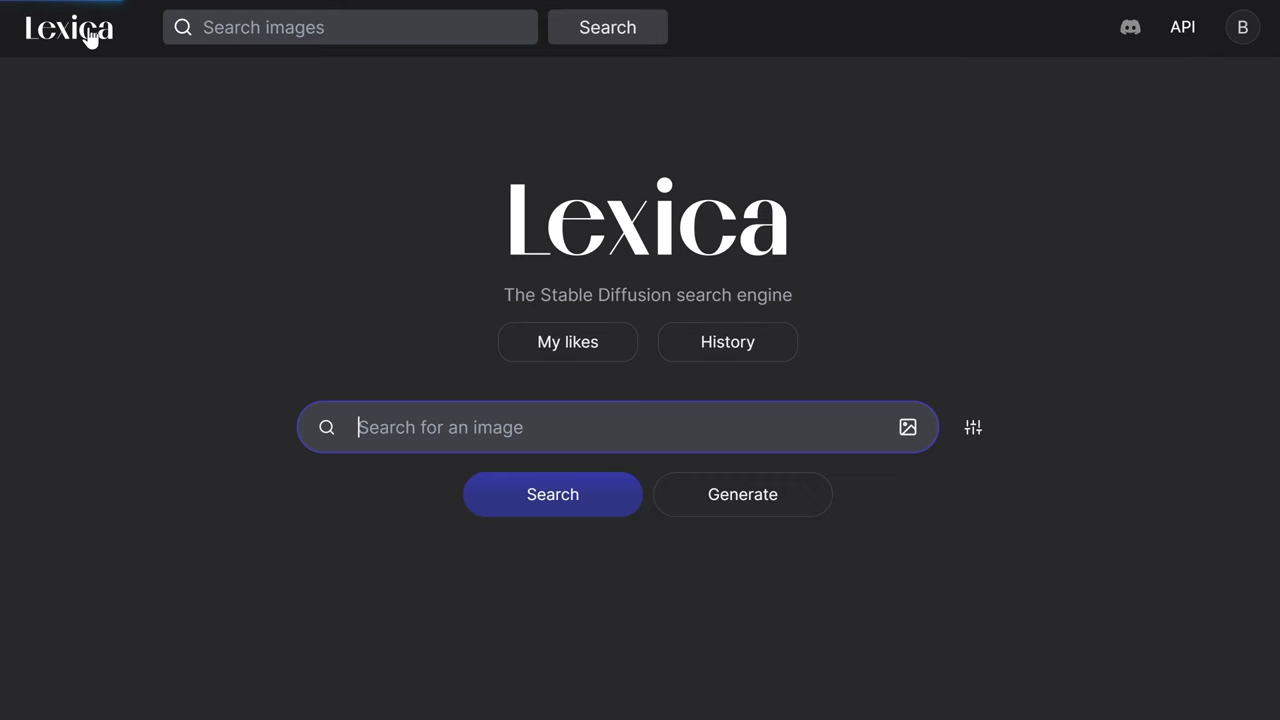 Lexica
Search images
Search
API
B
Lexica
The Stable Diffusion search engine
My likes
History
Search for an image
Search
Generate